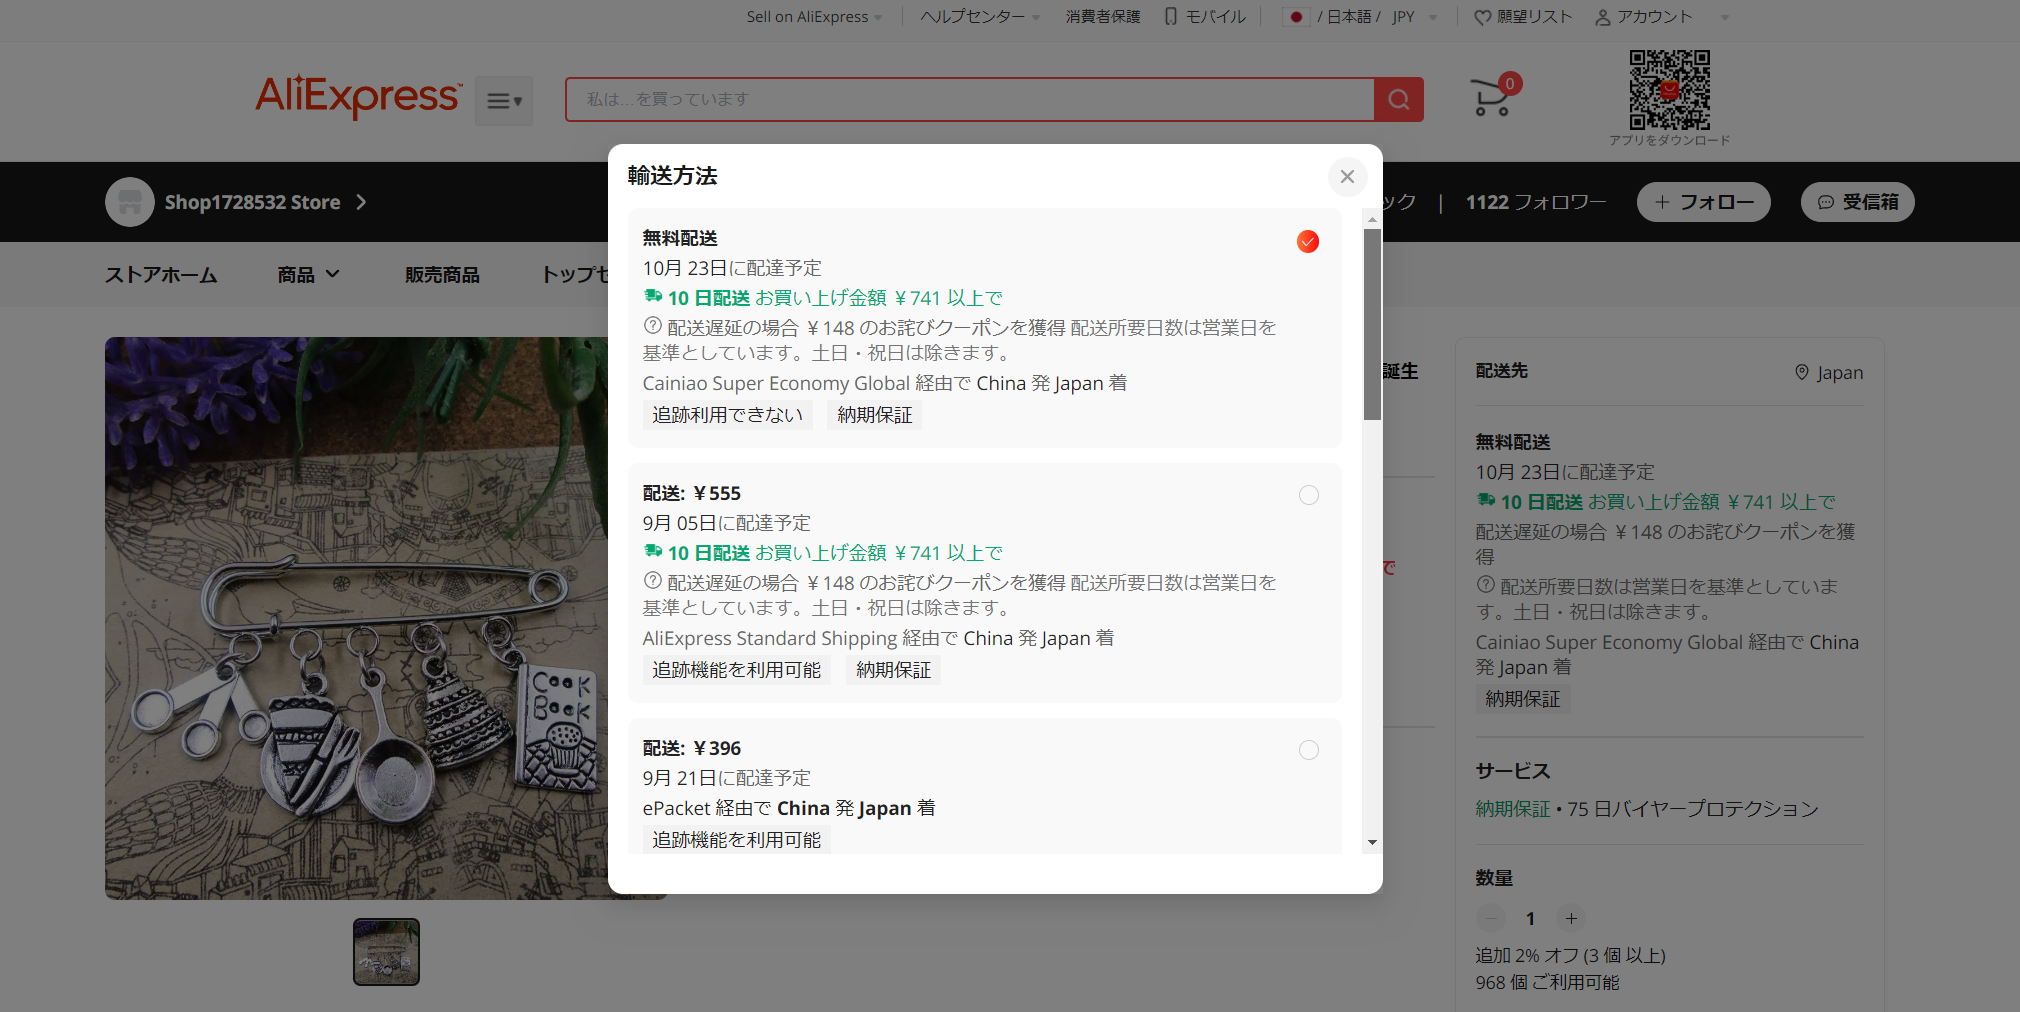 Sell on AliExpress
ヘルプセンター
消費者保護
モバイル
/ 日本語 / JPY
願望リスト
アカウント
AliExpress™
私は...を買っています
0
アプリをダウンロード
Shop1728532 Store
ック | 1122 フォロワー
+ フォロー
受信箱
ストアホーム
商品
販売商品
トップセ
輸送方法
無料配送
10月 23日に配達予定
10 日配送 お買い上げ金額 ￥741 以上で
配送遅延の場合 ￥148 のお詫びクーポンを獲得 配送所要日数は営業日を
基準としています。土日・祝日は除きます。
Cainiao Super Economy Global 経由で China 発 Japan 着
追跡利用できない 納期保証
配送: ￥555
9月 05日に配達予定
10 日配送 お買い上げ金額 ￥741 以上で
配送遅延の場合 ￥148 のお詫びクーポンを獲得 配送所要日数は営業日を
基準としています。土日・祝日は除きます。
AliExpress Standard Shipping 経由で China 発 Japan 着
追跡機能を利用可能 納期保証
配送: ￥396
9月 21日に配達予定
ePacket 経由で China 発 Japan 着
追跡機能を利用可能
COOK
BOOK
誕生
で
配送先
Japan
無料配送
10月 23日に配達予定
10 日配送 お買い上げ金額 ￥741 以上で
配送遅延の場合 ￥148 のお詫びクーポンを獲
得
配送所要日数は営業日を基準としていま
す。土日・祝日は除きます。
Cainiao Super Economy Global 経由で China
発 Japan 着
納期保証
サービス
納期保証 • 75 日バイヤープロテクション
数量
1
追加 2% オフ (3 個 以上)
968 個 ご利用可能